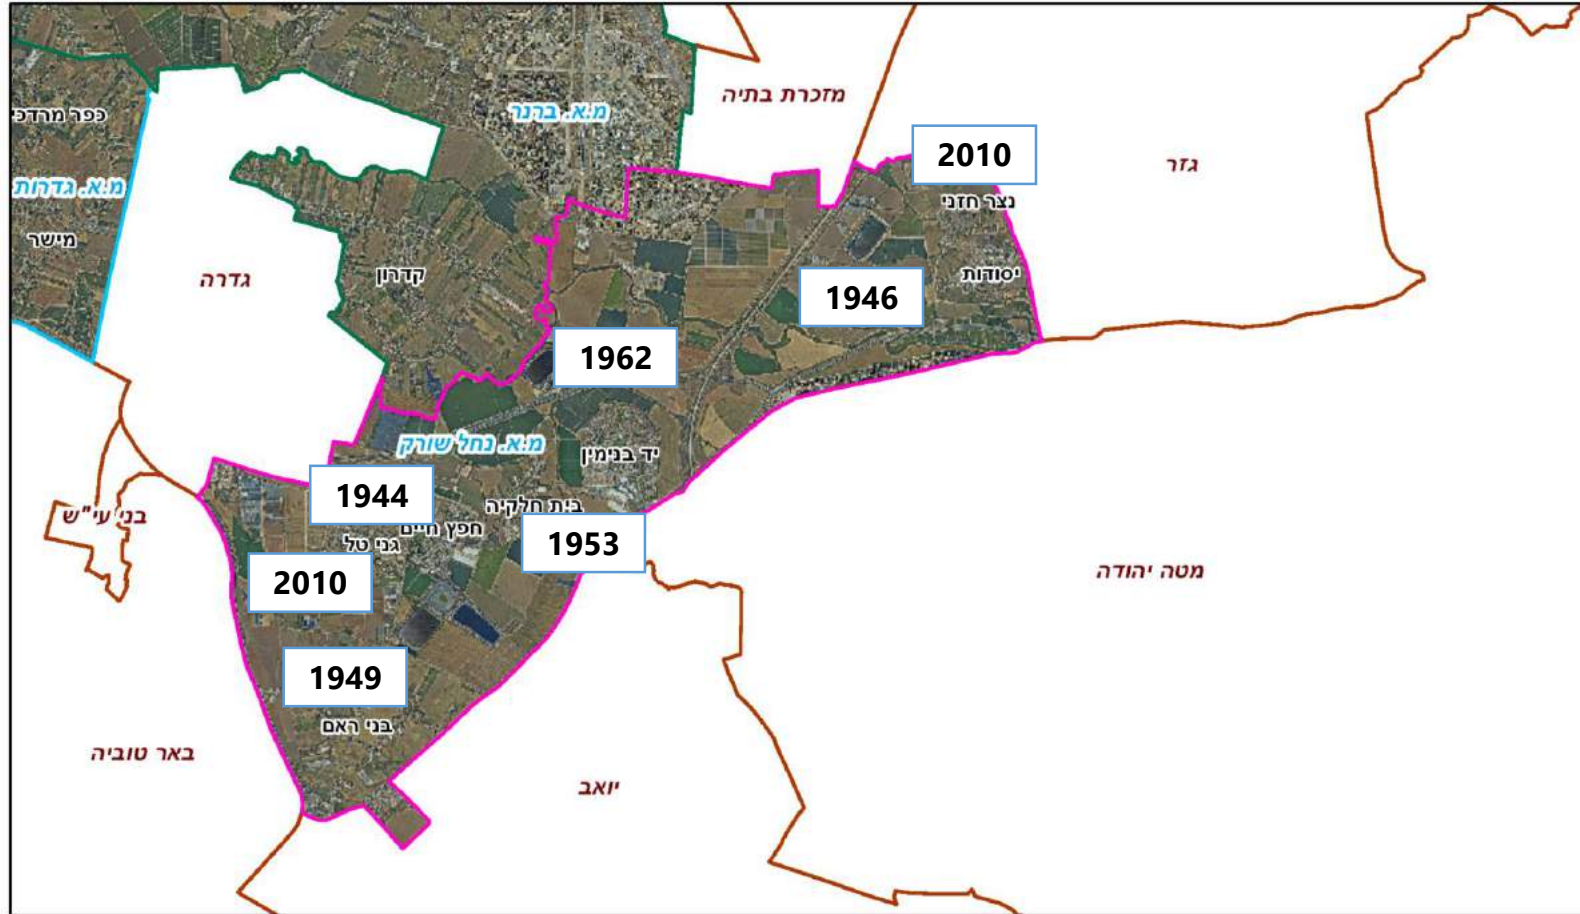 מזכרת בתיה
מ.א. ברנר
כפר מרדכי
2010
גזר
מ.א. גדרות
נצר חזני
מישר
גדרה
קדרון
יסודות
1946
1962
מ.א. נחל שורק
יד בנימין
1944
בית חלקיה
בני עי"ש
חפץ חיים
1953
גני טל
2010
מטה יהודה
1949
בני ראם
באר טוביה
יואב